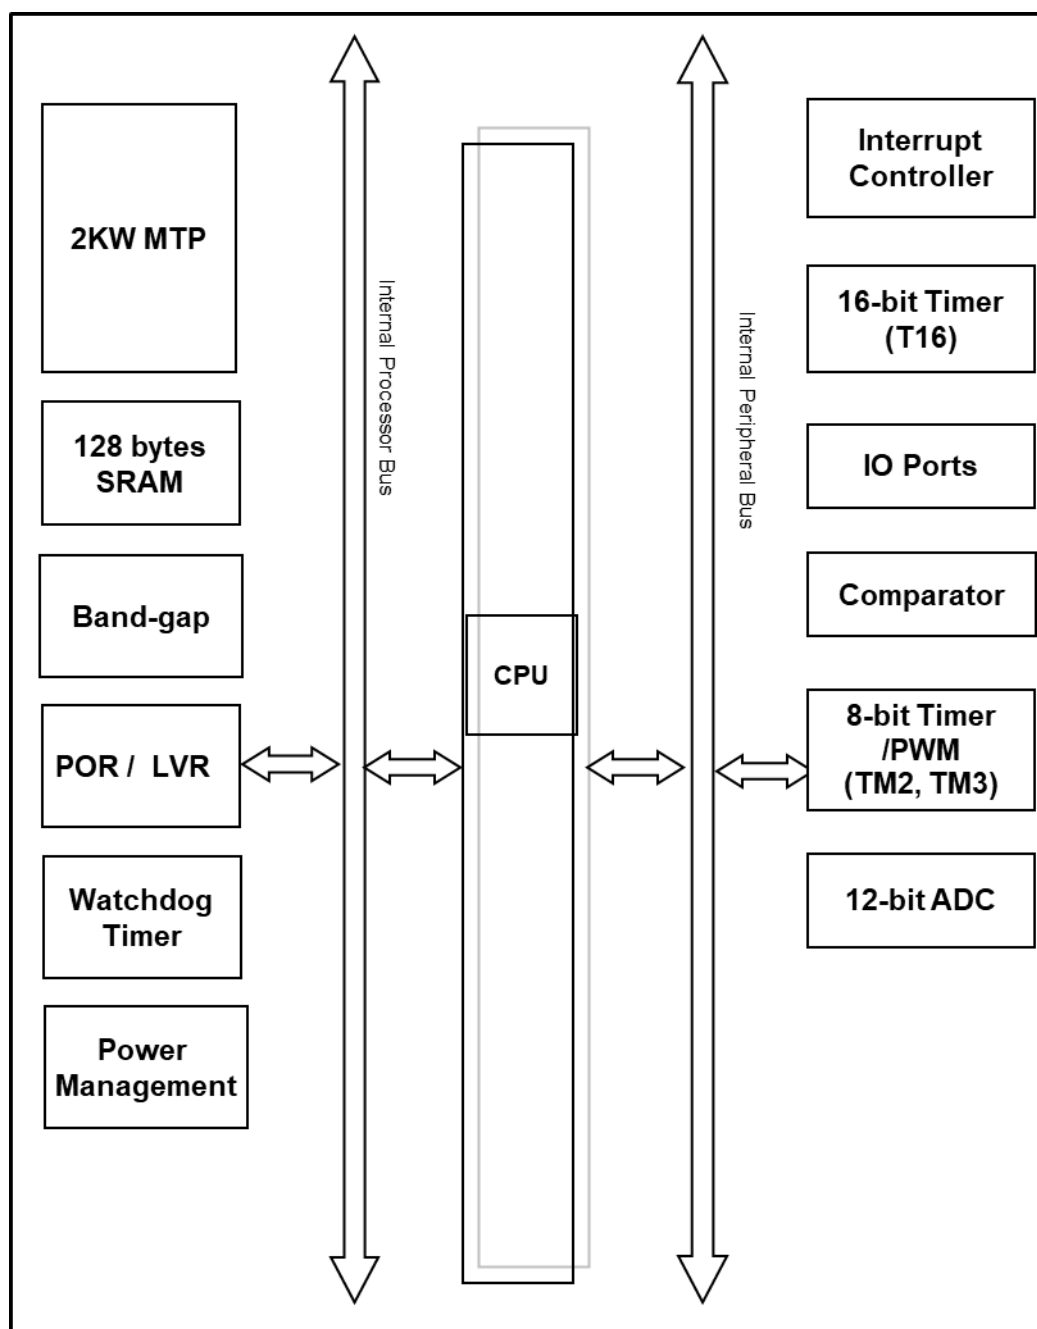 2KW MTP
128 bytes
SRAM
Band-gap
POR / LVR
Watchdog
Timer
Power
Management
Internal Processor Bus
CPU
Internal Peripheral Bus
Interrupt
Controller
16-bit Timer
(T16)
IO Ports
Comparator
8-bit Timer
/PWM
(TM2, TM3)
12-bit ADC